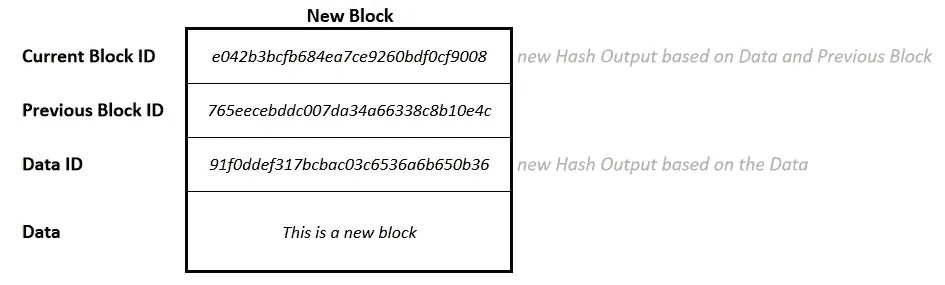 New Block
Current Block ID e042b3bcfb684ea7ce9260bdf0cf9008 new Hash Output based on Data and Previous Block
Previous Block ID 765eecebddc007da34a66338c8b10e4c
Data ID 91f0ddef317bcbac03c6536a6b650b36 new Hash Output based on the Data
Data This is a new block